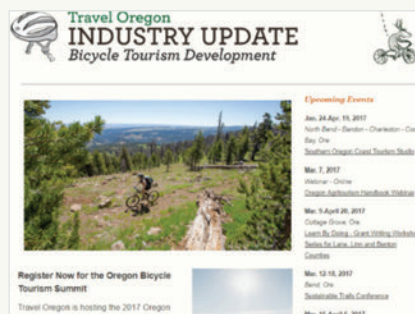 Travel Oregon
INDUSTRY UPDATE
Bicycle Tourism Development
Upcoming Events
Jan. 24-Apr. 19, 2017
North Bend - Bandon - Charleston -
Bay, Ore.
Southern Oregon Coast Tourism Studio
Mar. 7, 2017
Webinar - Online
Oregon Agritourism Handbook Webinar
Mar. 9-April 20, 2017
Cottage Grove, Ore.
Learn By Doing - Grant Writing
Series for Lane, Linn and Benton
Counties
Mar. 12-18, 2017
Bend, Ore.
Sustainable Trails Conference
Register Now for the Oregon Bicycle
Tourism Summit
Travel Oregon is hosting the 2017 Oregon